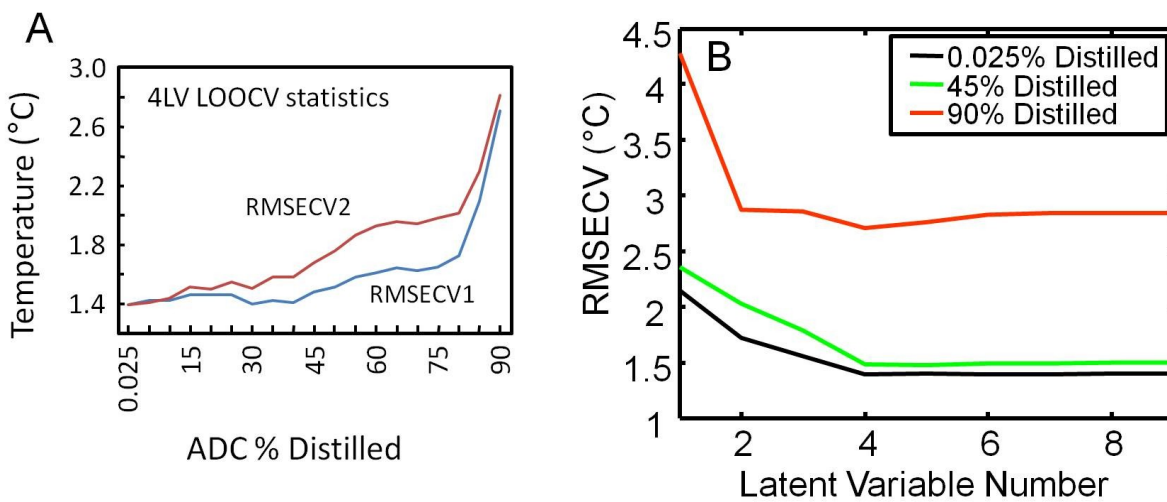 A
4LV LOOCV statistics
RMSECV2
RMSECV1
Temperature (°C)
3.0
2.6
2.2
1.8
1.4
0.025
15
30
45
60
75
90
ADC % Distilled
B
0.025% Distilled
45% Distilled
90% Distilled
RMSECV (°C)
4.5
4
3.5
3
2.5
2
1.5
1
2
4
6
8
Latent Variable Number